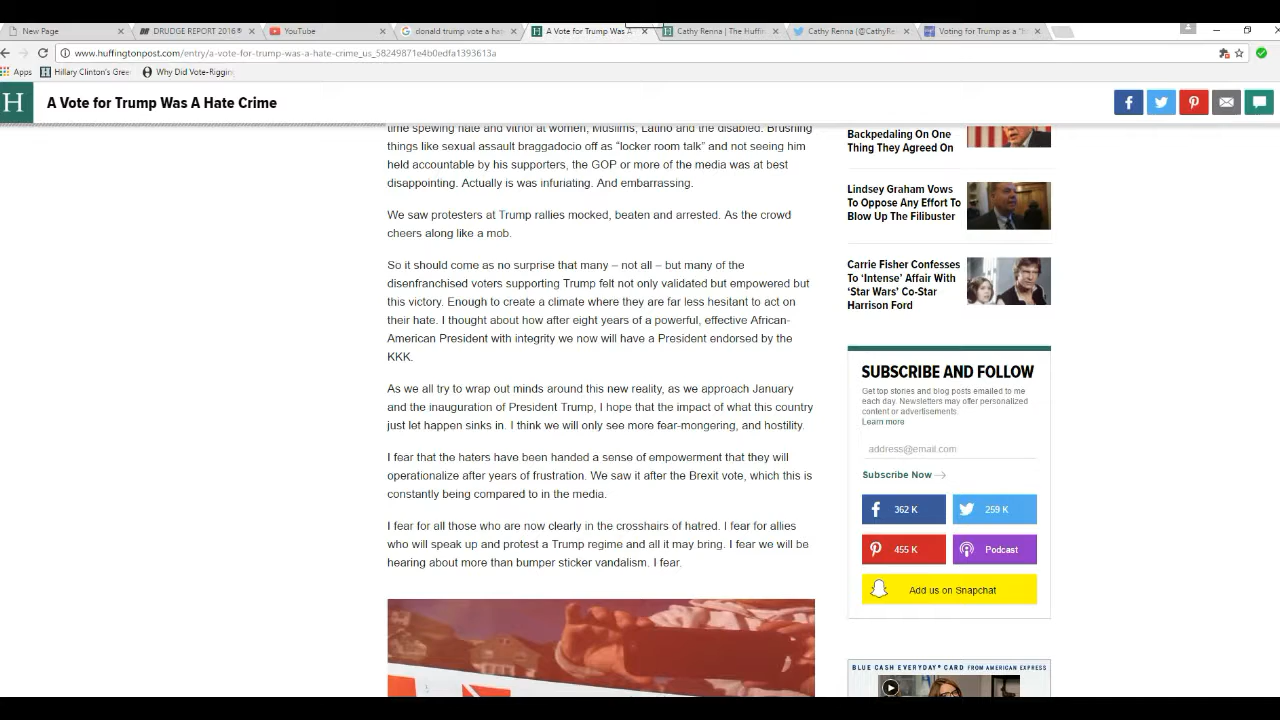 New Page
DRUDGE REPORT 2016®
YouTube
donald trump vote a ha
A Vote for Trump Was A
Cathy Renna | The Huffin
Cathy Renna (@CathyRe
Voting for Trump as a "
www.huffingtonpost.com/entry/a-vote-for-trump-was-a-hate-crime_us_58249871e4b0edfa1393613a
Apps
Hillary Clinton's Gree
Why Did Vote-Riggin
H
A Vote for Trump Was A Hate Crime
time spewing hate and vitriol at women, Muslims, Latino and the disabled. Brushing
things like sexual assault braggadocio off as “locker room talk” and not seeing him
held accountable by his supporters, the GOP or more of the media was at best
disappointing. Actually is was infuriating. And embarrassing.
We saw protesters at Trump rallies mocked, beaten and arrested. As the crowd
cheers along like a mob.
So it should come as no surprise that many – not all – but many of the
disenfranchised voters supporting Trump felt not only validated but empowered but
this victory. Enough to create a climate where they are far less hesitant to act on
their hate. I thought about how after eight years of a powerful, effective African-
American President with integrity we now will have a President endorsed by the
KKK.
As we all try to wrap out minds around this new reality, as we approach January
and the inauguration of President Trump, I hope that the impact of what this country
just let happen sinks in. I think we will only see more fear-mongering, and hostility.
I fear that the haters have been handed a sense of empowerment that they will
operationalize after years of frustration. We saw it after the Brexit vote, which this is
constantly being compared to in the media.
I fear for all those who are now clearly in the crosshairs of hatred. I fear for allies
who will speak up and protest a Trump regime and all it may bring. I fear we will be
hearing about more than bumper sticker vandalism. I fear.
Backpedaling On One
Thing They Agreed On
Lindsey Graham Vows
To Oppose Any Effort To
Blow Up The Filibuster
Carrie Fisher Confesses
To ‘Intense’ Affair With
‘Star Wars’ Co-Star
Harrison Ford
SUBSCRIBE AND FOLLOW
Get top stories and blog posts emailed to me
each day. Newsletters may offer personalized
content or advertisements.
Learn more
address@email.com
Subscribe Now
362 K
259 K
455 K
Podcast
Add us on Snapchat
BLUE CASH EVERYDAY® CARD FROM AMERICAN EXPRESS